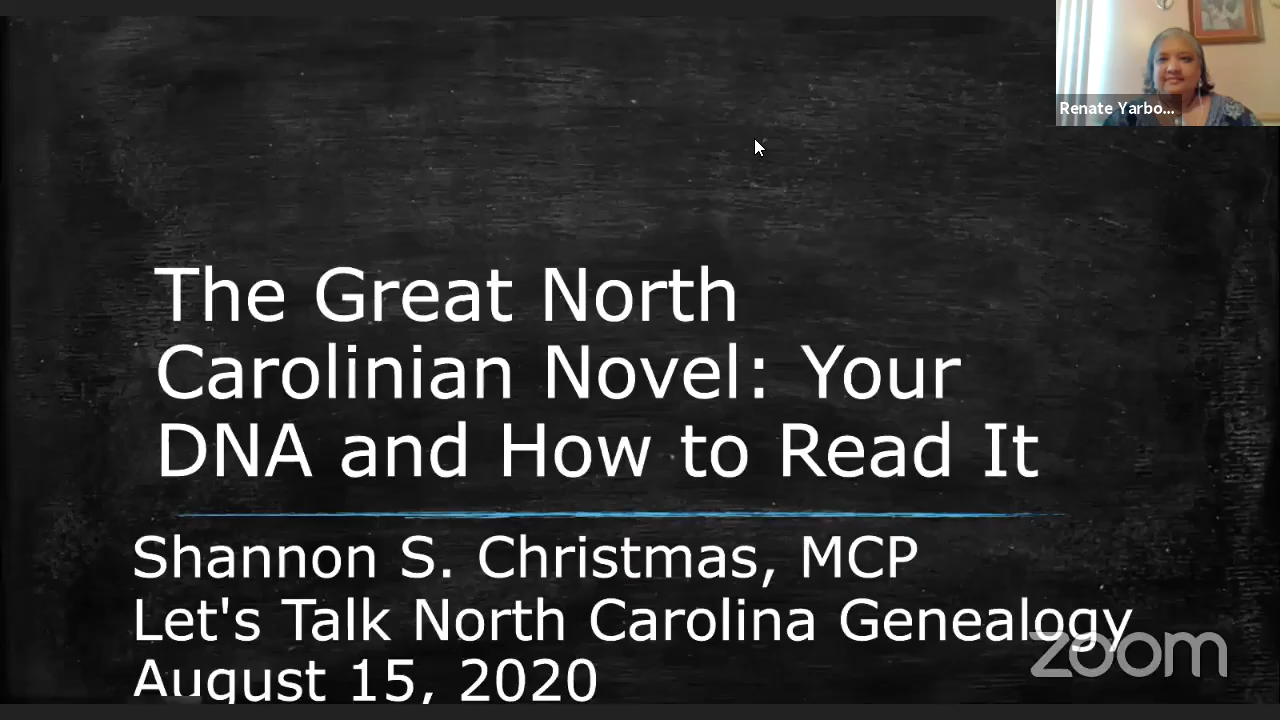 Renate Yarbo...
The Great North
Carolinian Novel: Your
DNA and How to Read It
Shannon S. Christmas, MCP
Let's Talk North Carolina Genealogy
August 15, 2020
zoom